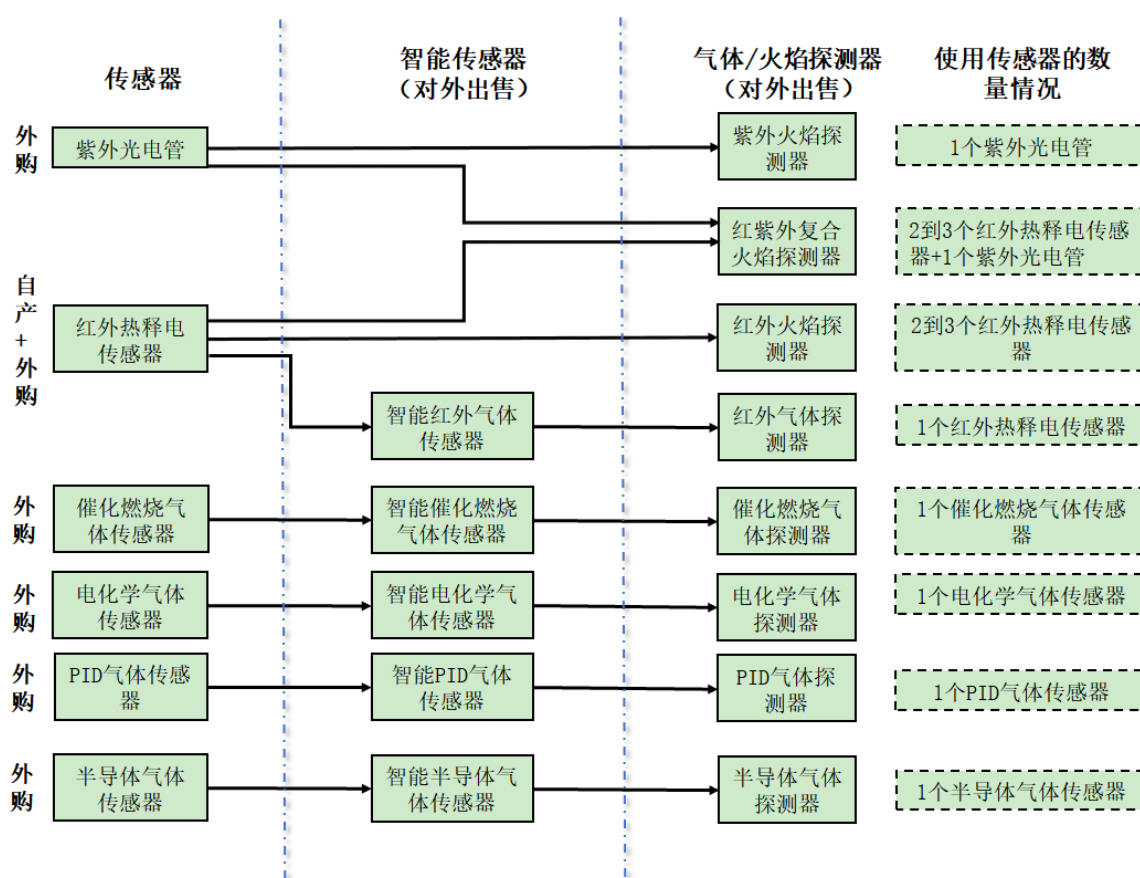 传感器
智能传感器
（对外出售）
气体/火焰探测器
（对外出售）
使用传感器的数
量情况
外
购
紫外光电管
紫外火焰探
测器
1个紫外光电管
红紫外复合
火焰探测器
2到3个红外热释电传感
器+1个紫外光电管
自
产
+
外
购
红外热释电
传感器
红外火焰探
测器
2到3个红外热释电传感
器
智能红外气体
传感器
红外气体探
测器
1个红外热释电传感器
外
购
催化燃烧气
体传感器
智能催化燃烧
气体传感器
催化燃烧气
体探测器
1个催化燃烧气体传感
器
外
购
电化学气体
传感器
智能电化学气
体传感器
电化学气体
探测器
1个电化学气体传感器
外
购
PID气体传感
器
智能PID气体
传感器
PID气体探
测器
1个PID气体传感器
外
购
半导体气体
传感器
智能半导体气
体传感器
半导体气体
探测器
1个半导体气体传感器